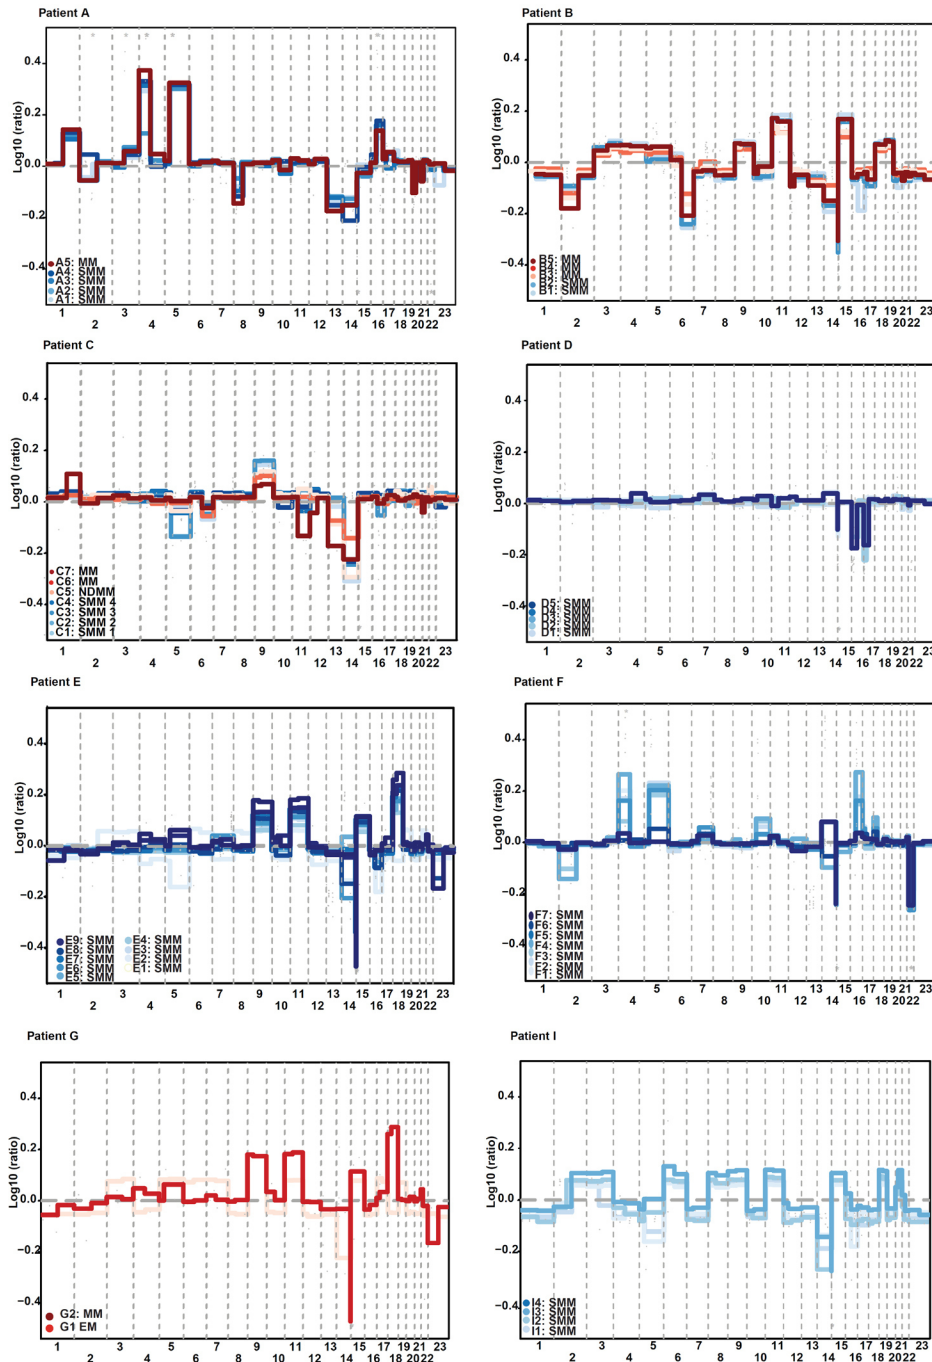 Patient A
Log10 (ratio)
0.4
0.2
0.0
−0.2
−0.4
* * * * *
A5: MM
A4: SMM
A3: SMM
A2: SMM
A1: SMM
1 3 4 5 6 7 9 11 12 13 15 17 19 21 23
2 8 10 14 16 18 20 22
Patient B
Log10 (ratio)
0.4
0.2
0.0
−0.2
−0.4
B5: MM
B4: MM
B3: MM
B2: SMM
B1: SMM
1 3 4 5 7 9 11 12 13 15 17 19 21 23
2 6 8 10 14 16 18 20 22
Patient C
Log10 (ratio)
0.4
0.2
0.0
−0.2
−0.4
C7: MM
C6: MM
C5: NDMM
C4: SMM 4
C3: SMM 3
C2: SMM 2
C1: SMM 1
1 3 5 7 9 11 13 15 17 19 21 23
2 4 6 8 10 12 14 16 18 20 22
Patient D
Log10 (ratio)
0.4
0.2
0.0
−0.2
−0.4
D5: SMM
D4: SMM
D3: SMM
D2: SMM
D1: SMM
1 3 4 5 7 9 11 13 15 17 19 21 23
2 6 8 10 12 14 16 18 20 22
Patient E
Log10 (ratio)
0.4
0.2
0.0
−0.2
−0.4
E9: SMM E4: SMM
E8: SMM E3: SMM
E7: SMM E2: SMM
E6: SMM E1: SMM
E5: SMM
1 3 5 7 9 11 13 15 17 19 21 23
2 4 6 8 10 12 14 16 18 20 22
Patient F
Log10 (ratio)
0.4
0.2
0.0
−0.2
−0.4
F7: SMM
F6: SMM
F5: SMM
F4: SMM
F3: SMM
F2: SMM
F1: SMM
1 3 4 5 7 9 11 13 15 17 19 21 23
2 6 8 10 12 14 16 18 20 22
Patient G
Log10 (ratio)
0.4
0.2
0.0
−0.2
−0.4
G2: MM
G1 EM
1 3 5 7 9 11 13 15 17 19 21 23
2 4 6 8 10 12 14 16 18 20 22
Patient I
Log10 (ratio)
0.4
0.2
0.0
−0.2
−0.4
I4: SMM
I3: SMM
I2: SMM
I1: SMM
1 3 5 7 9 11 13 15 17 19 21 23
2 4 6 8 10 12 14 16 18 20 22